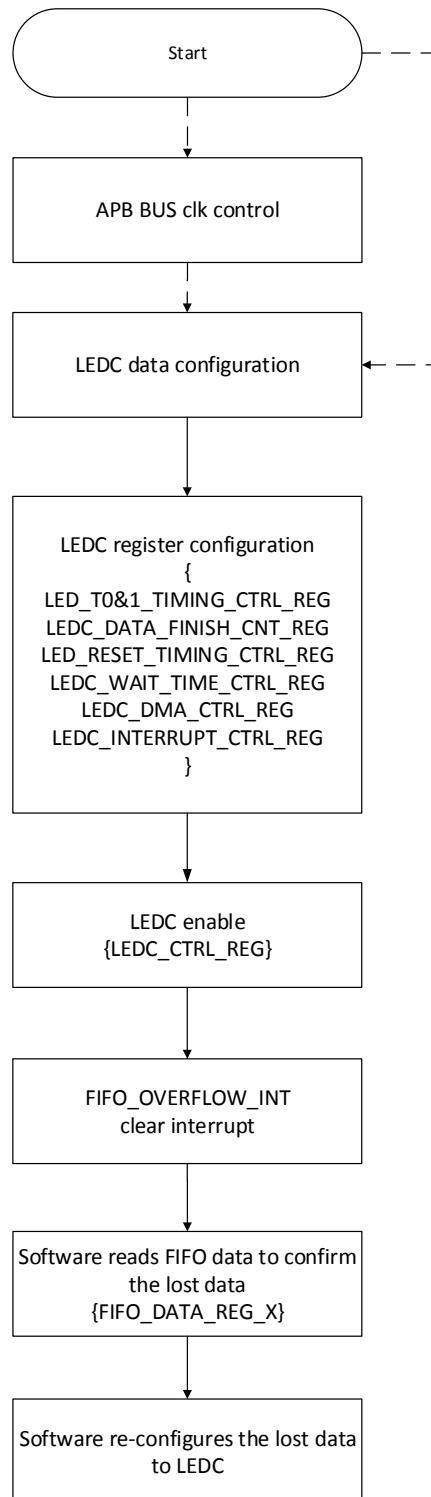 Start
APB BUS clk control
LEDC data configuration
LEDC register configuration
{
LED_T0&1_TIMING_CTRL_REG
LEDC_DATA_FINISH_CNT_REG
LED_RESET_TIMING_CTRL_REG
LEDC_WAIT_TIME_CTRL_REG
LEDC_DMA_CTRL_REG
LEDC_INTERRUPT_CTRL_REG
}
LEDC enable
{LEDC_CTRL_REG}
FIFO_OVERFLOW_INT
clear interrupt
Software reads FIFO data to confirm
the lost data
{FIFO_DATA_REG_X}
Software re-configures the lost data
to LEDC